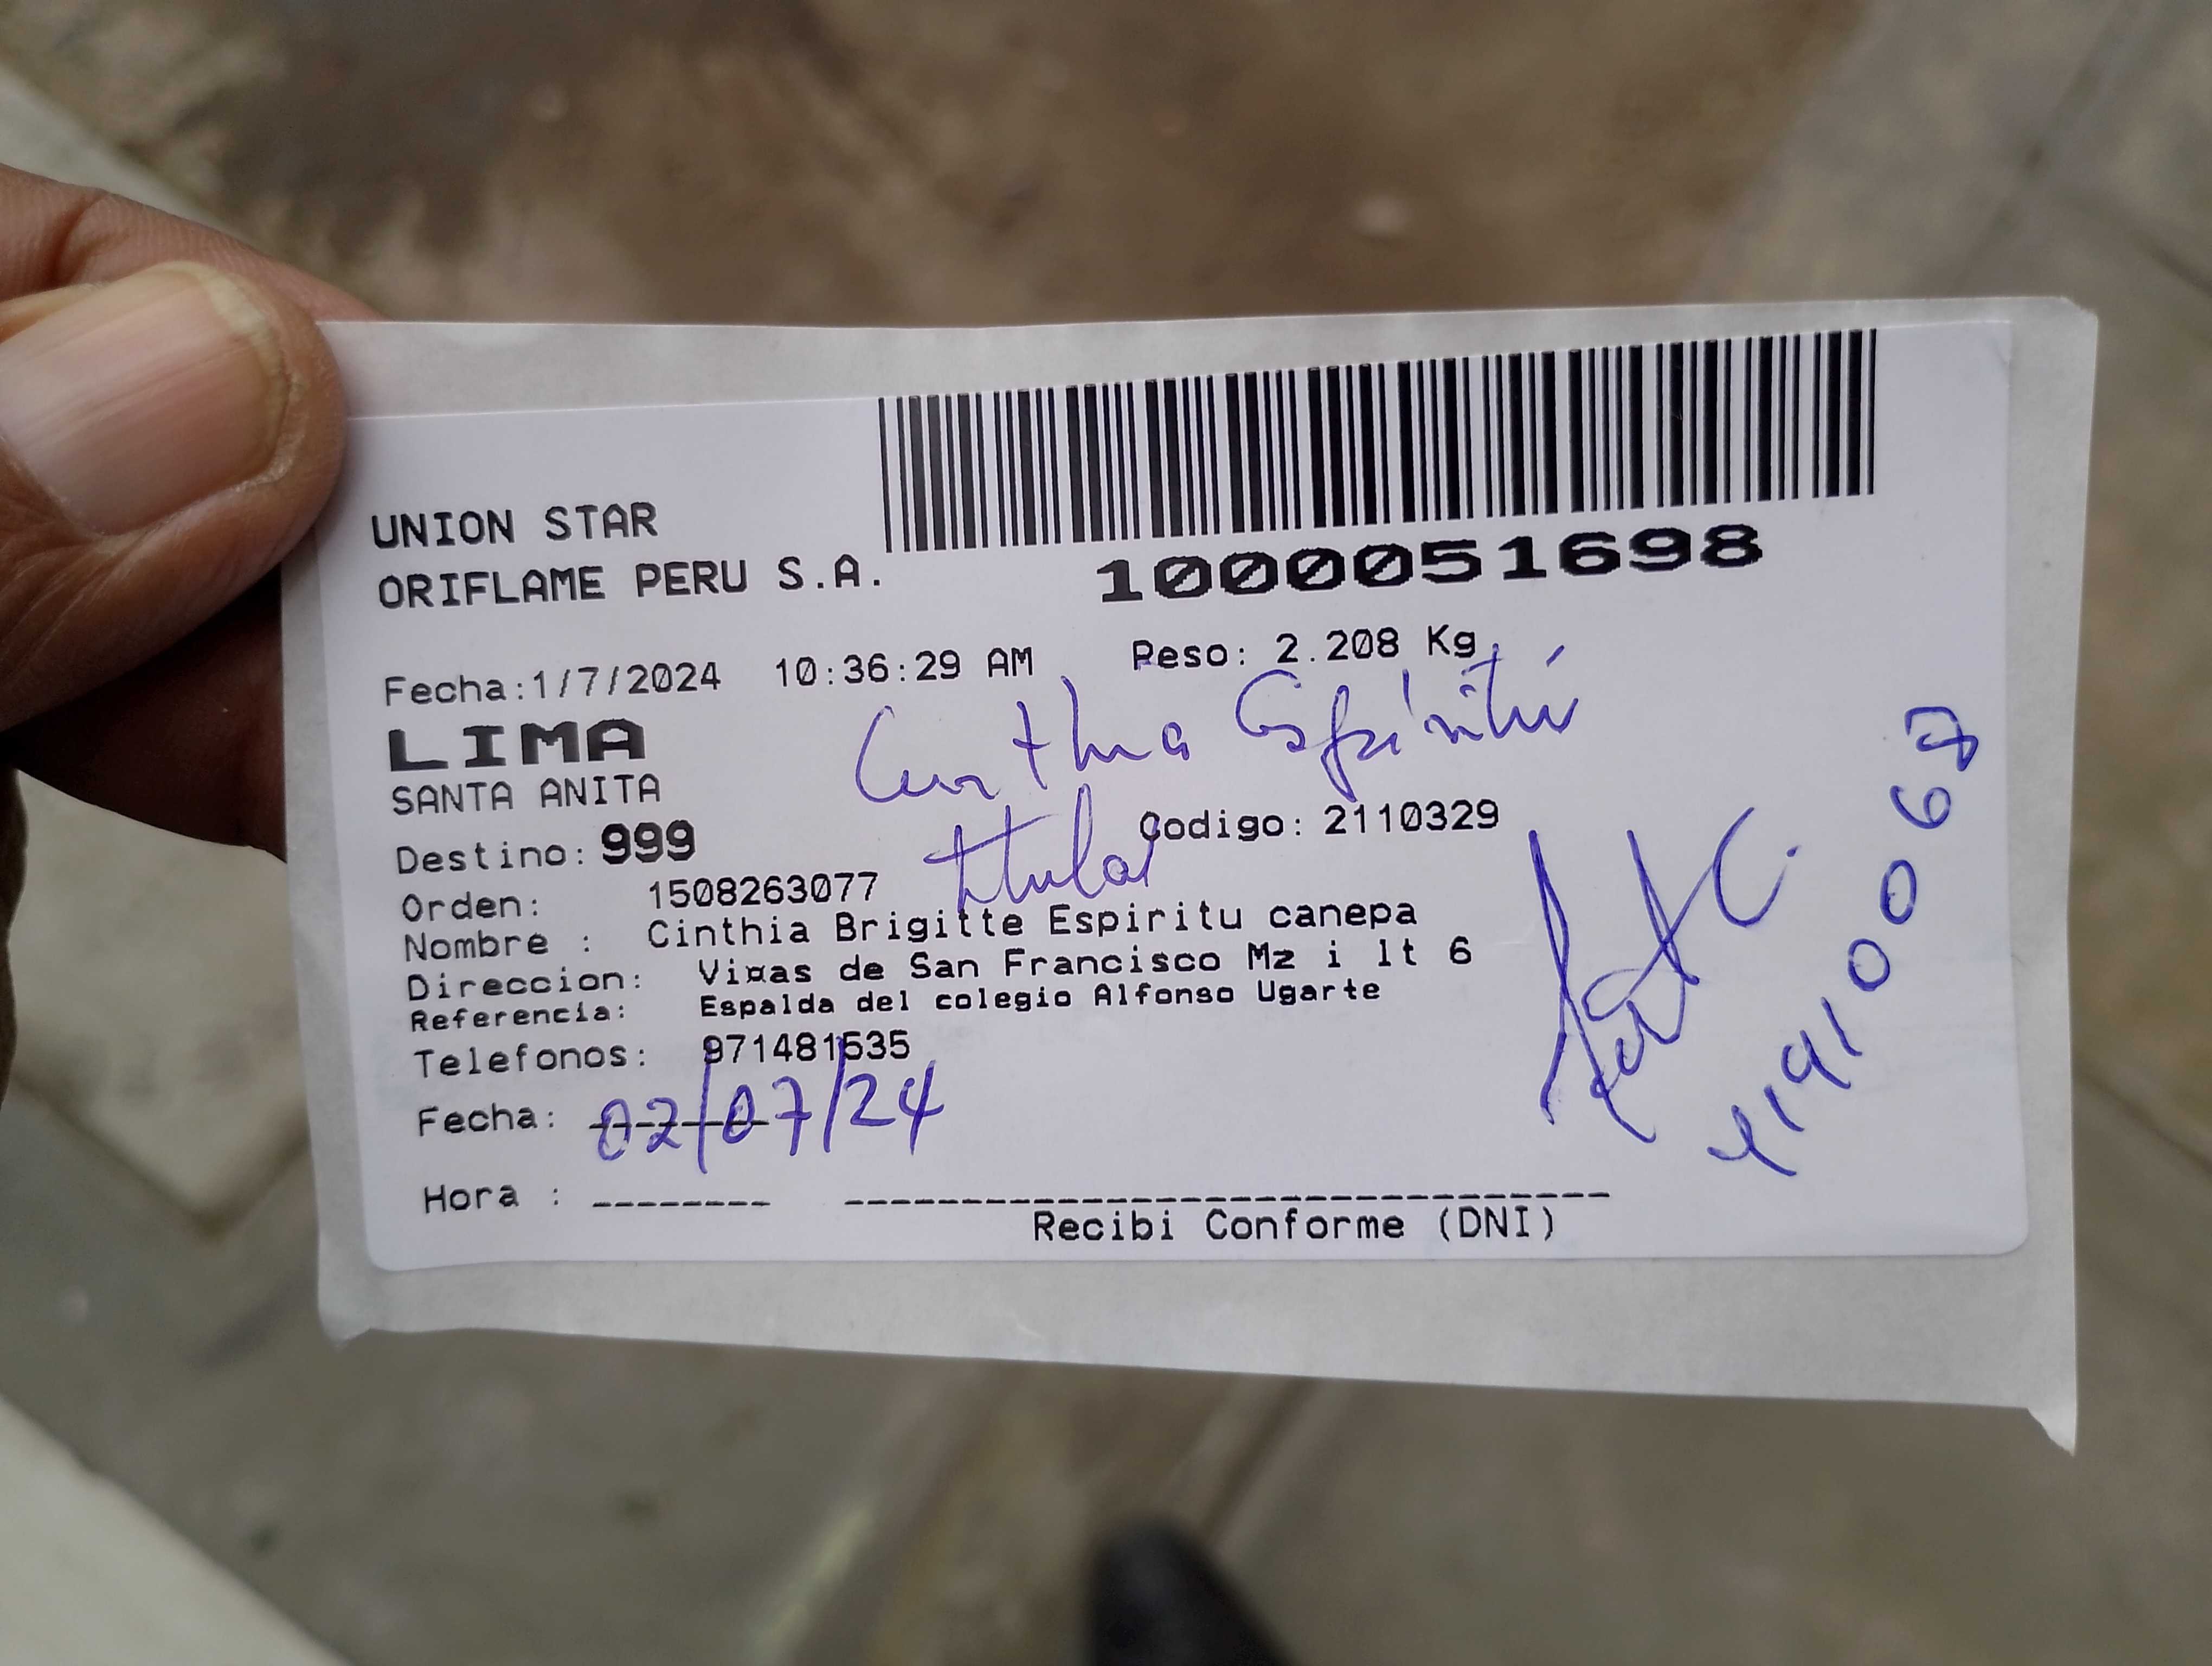 UNION STAR
ORIFLAME PERU S.A.
1000051698
Fecha:1/7/2024 10:36:29 AM Peso: 2.208 Kg
LIMA
Cinthia Espíritu
SANTA ANITA
Destino: 999
titular
Codigo: 2110329
Orden: 1508263077
Nombre : Cinthia Brigitte Espiritu canepa
Direccion: Vi¤as de San Francisco Mz i lt 6
Referencia: Espalda del colegio Alfonso Ugarte
Telefonos: 971481535
Fecha: 02/07/24
Hora : -------- --------------------------------
Recibi Conforme (DNI)